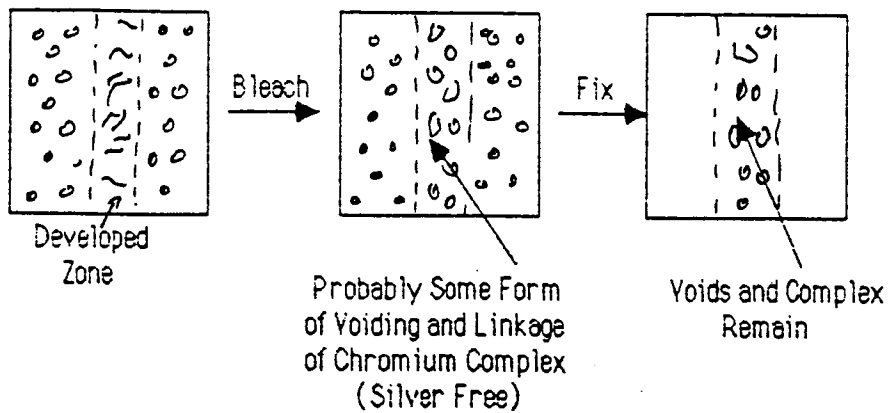 Bleach
Fix
Developed
Zone
Probably Some Form
of Voiding and Linkage
of Chromium Complex
(Silver Free)
Voids and Complex
Remain